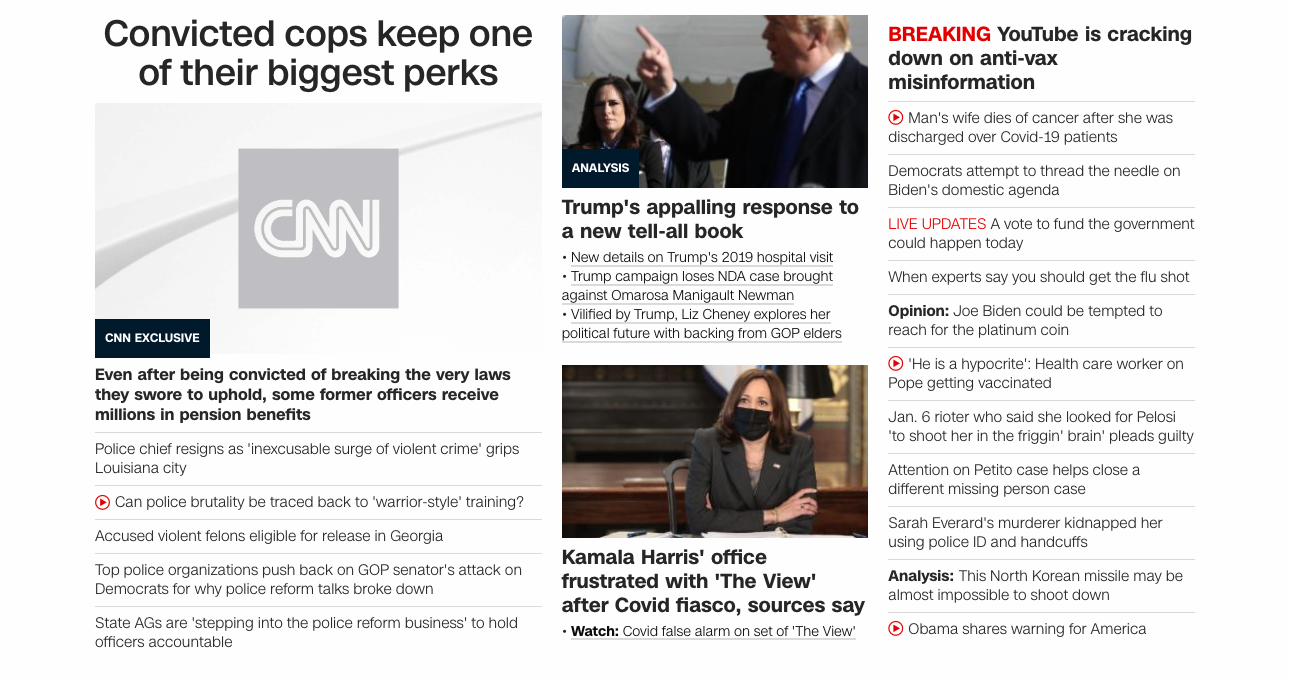 Convicted cops keep one
of their biggest perks
CNN
CNN EXCLUSIVE
Even after being convicted of breaking the very laws
they swore to uphold, some former officers receive
millions in pension benefits
Police chief resigns as 'inexcusable surge of violent crime' grips
Louisiana city
Can police brutality be traced back to 'warrior-style' training?
Accused violent felons eligible for release in Georgia
Top police organizations push back on GOP senator's attack on
Democrats for why police reform talks broke down
State AGs are 'stepping into the police reform business' to hold
officers accountable
ANALYSIS
Trump's appalling response to
a new tell-all book
• New details on Trump's 2019 hospital visit
• Trump campaign loses NDA case brought
against Omarosa Manigault Newman
• Vilified by Trump, Liz Cheney explores her
political future with backing from GOP elders
Kamala Harris' office
frustrated with 'The View'
after Covid fiasco, sources say
• Watch: Covid false alarm on set of 'The View'
BREAKING YouTube is cracking
down on anti-vax
misinformation
Man's wife dies of cancer after she was
discharged over Covid-19 patients
Democrats attempt to thread the needle on
Biden's domestic agenda
LIVE UPDATES A vote to fund the government
could happen today
When experts say you should get the flu shot
Opinion: Joe Biden could be tempted to
reach for the platinum coin
'He is a hypocrite': Health care worker on
Pope getting vaccinated
Jan. 6 rioter who said she looked for Pelosi
'to shoot her in the friggin' brain' pleads guilty
Attention on Petito case helps close a
different missing person case
Sarah Everard's murderer kidnapped her
using police ID and handcuffs
Analysis: This North Korean missile may be
almost impossible to shoot down
Obama shares warning for America